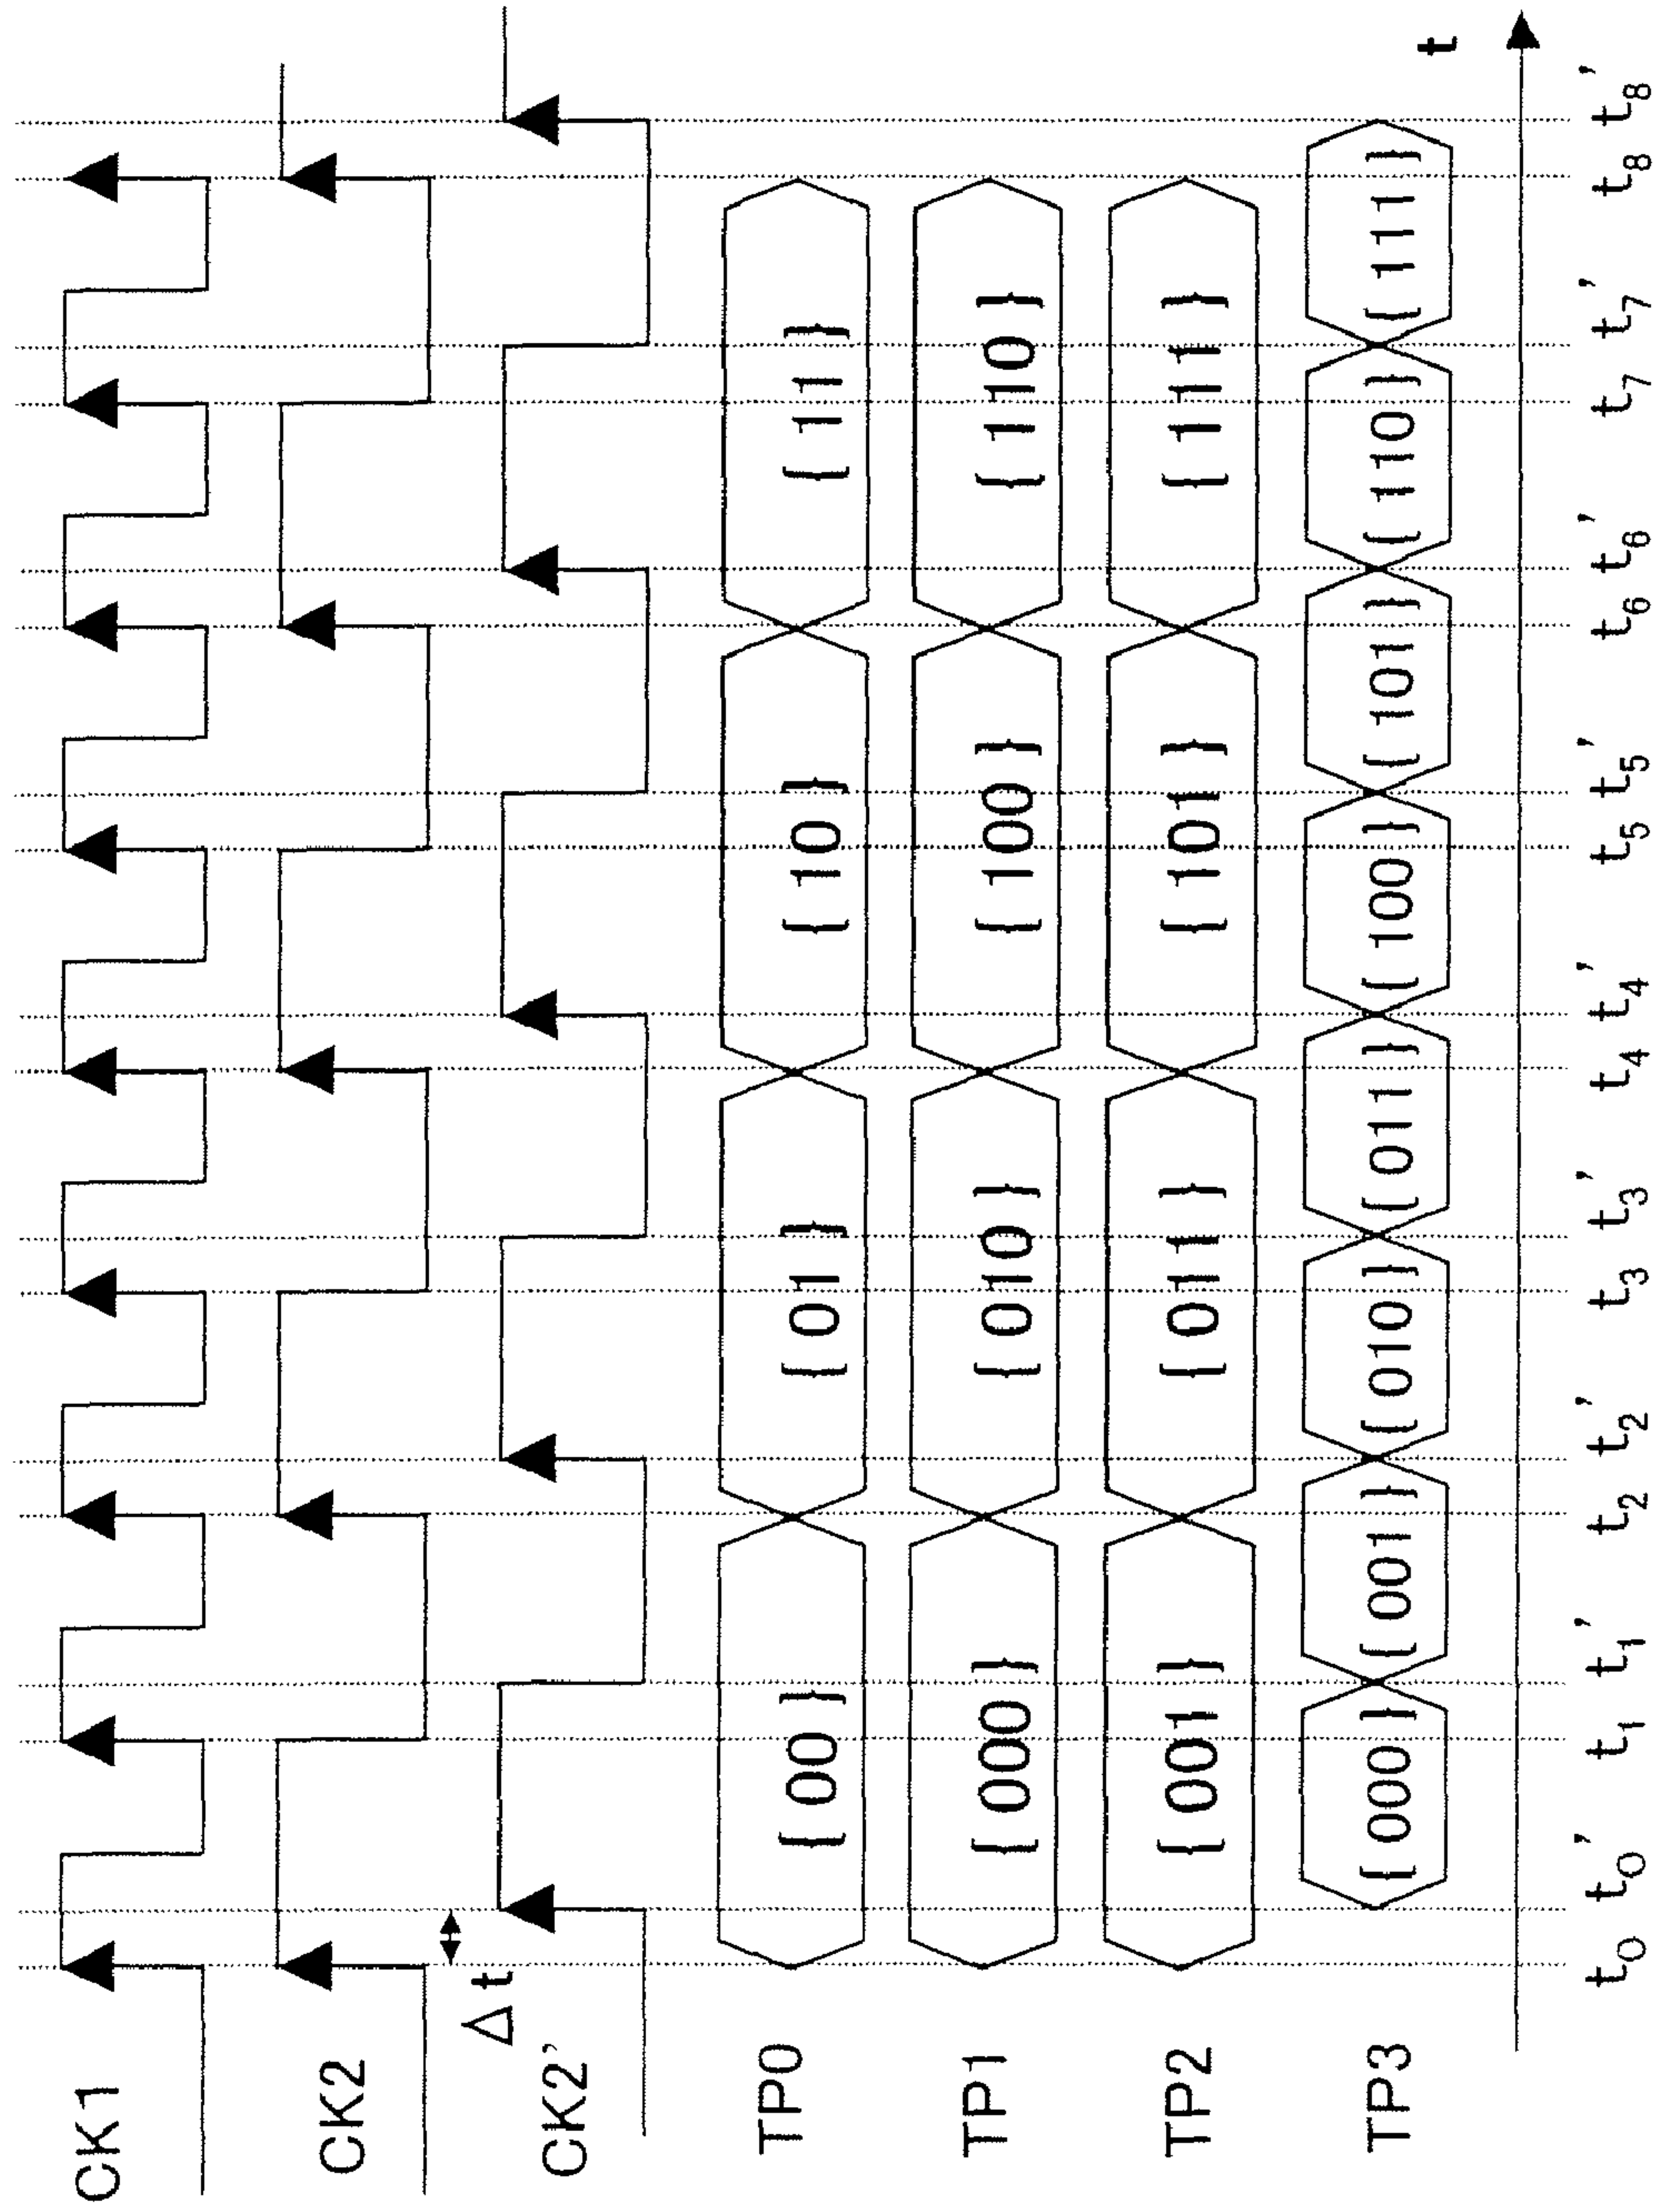 CK1
CK2
Δt
CK2'
TP0 { 00 } { 01 } { 10 } { 11 }
TP1 { 000 } { 010 } { 100 } { 110 }
TP2 { 001 } { 011 } { 101 } { 111 }
TP3 { 000 } { 001 } { 010 } { 011 } { 100 } { 101 } { 110 } { 111 }
t
t0 t0' t1 t1' t2 t2' t3 t3' t4 t4' t5 t5' t6 t6' t7 t7' t8 t8'